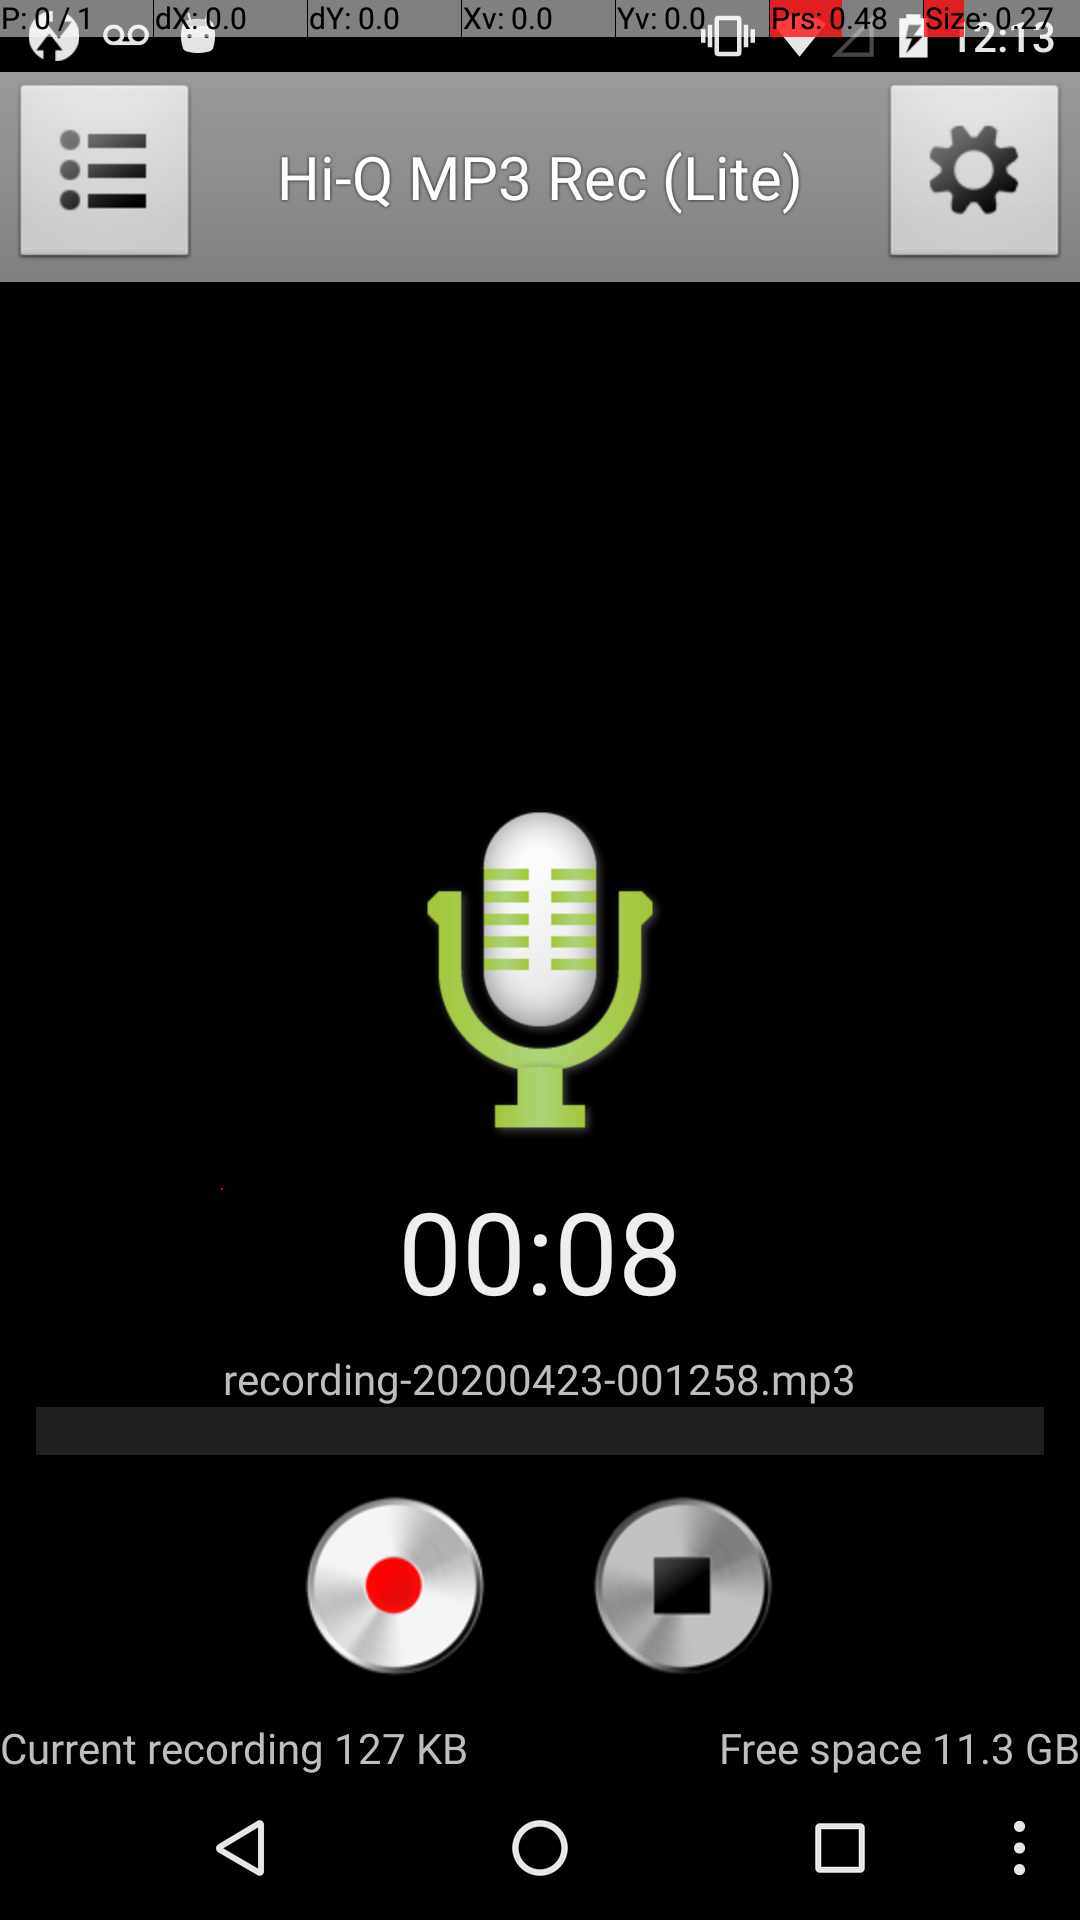 P: 0 / 1 dX: 0.0 dY: 0.0 Xv: 0.0 Yv: 0.0 Prs: 0.48 Size: 0.27
12:13
Hi-Q MP3 Rec (Lite)
00:08
recording-20200423-001258.mp3
Current recording 127 KB Free space 11.3 GB